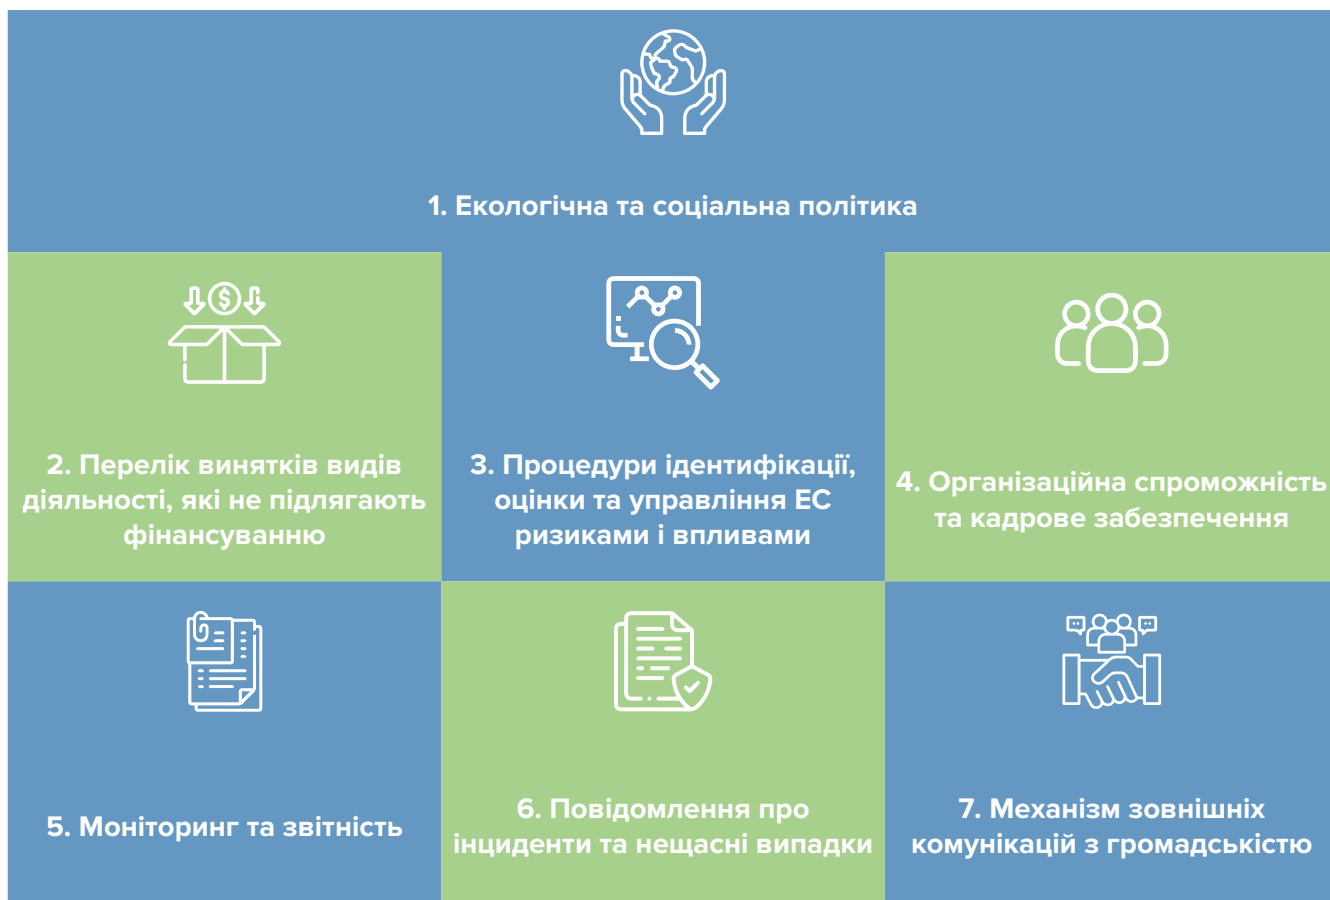 1. Екологічна та соціальна політика
2. Перелік винятків видів
діяльності, які не підлягають
фінансуванню
3. Процедури ідентифікації,
оцінки та управління ЕС
ризиками і впливами
4. Організаційна спроможність
та кадрове забезпечення
5. Моніторинг та звітність
6. Повідомлення про
інциденти та нещасні випадки
7. Механізм зовнішніх
комунікацій з громадськістю